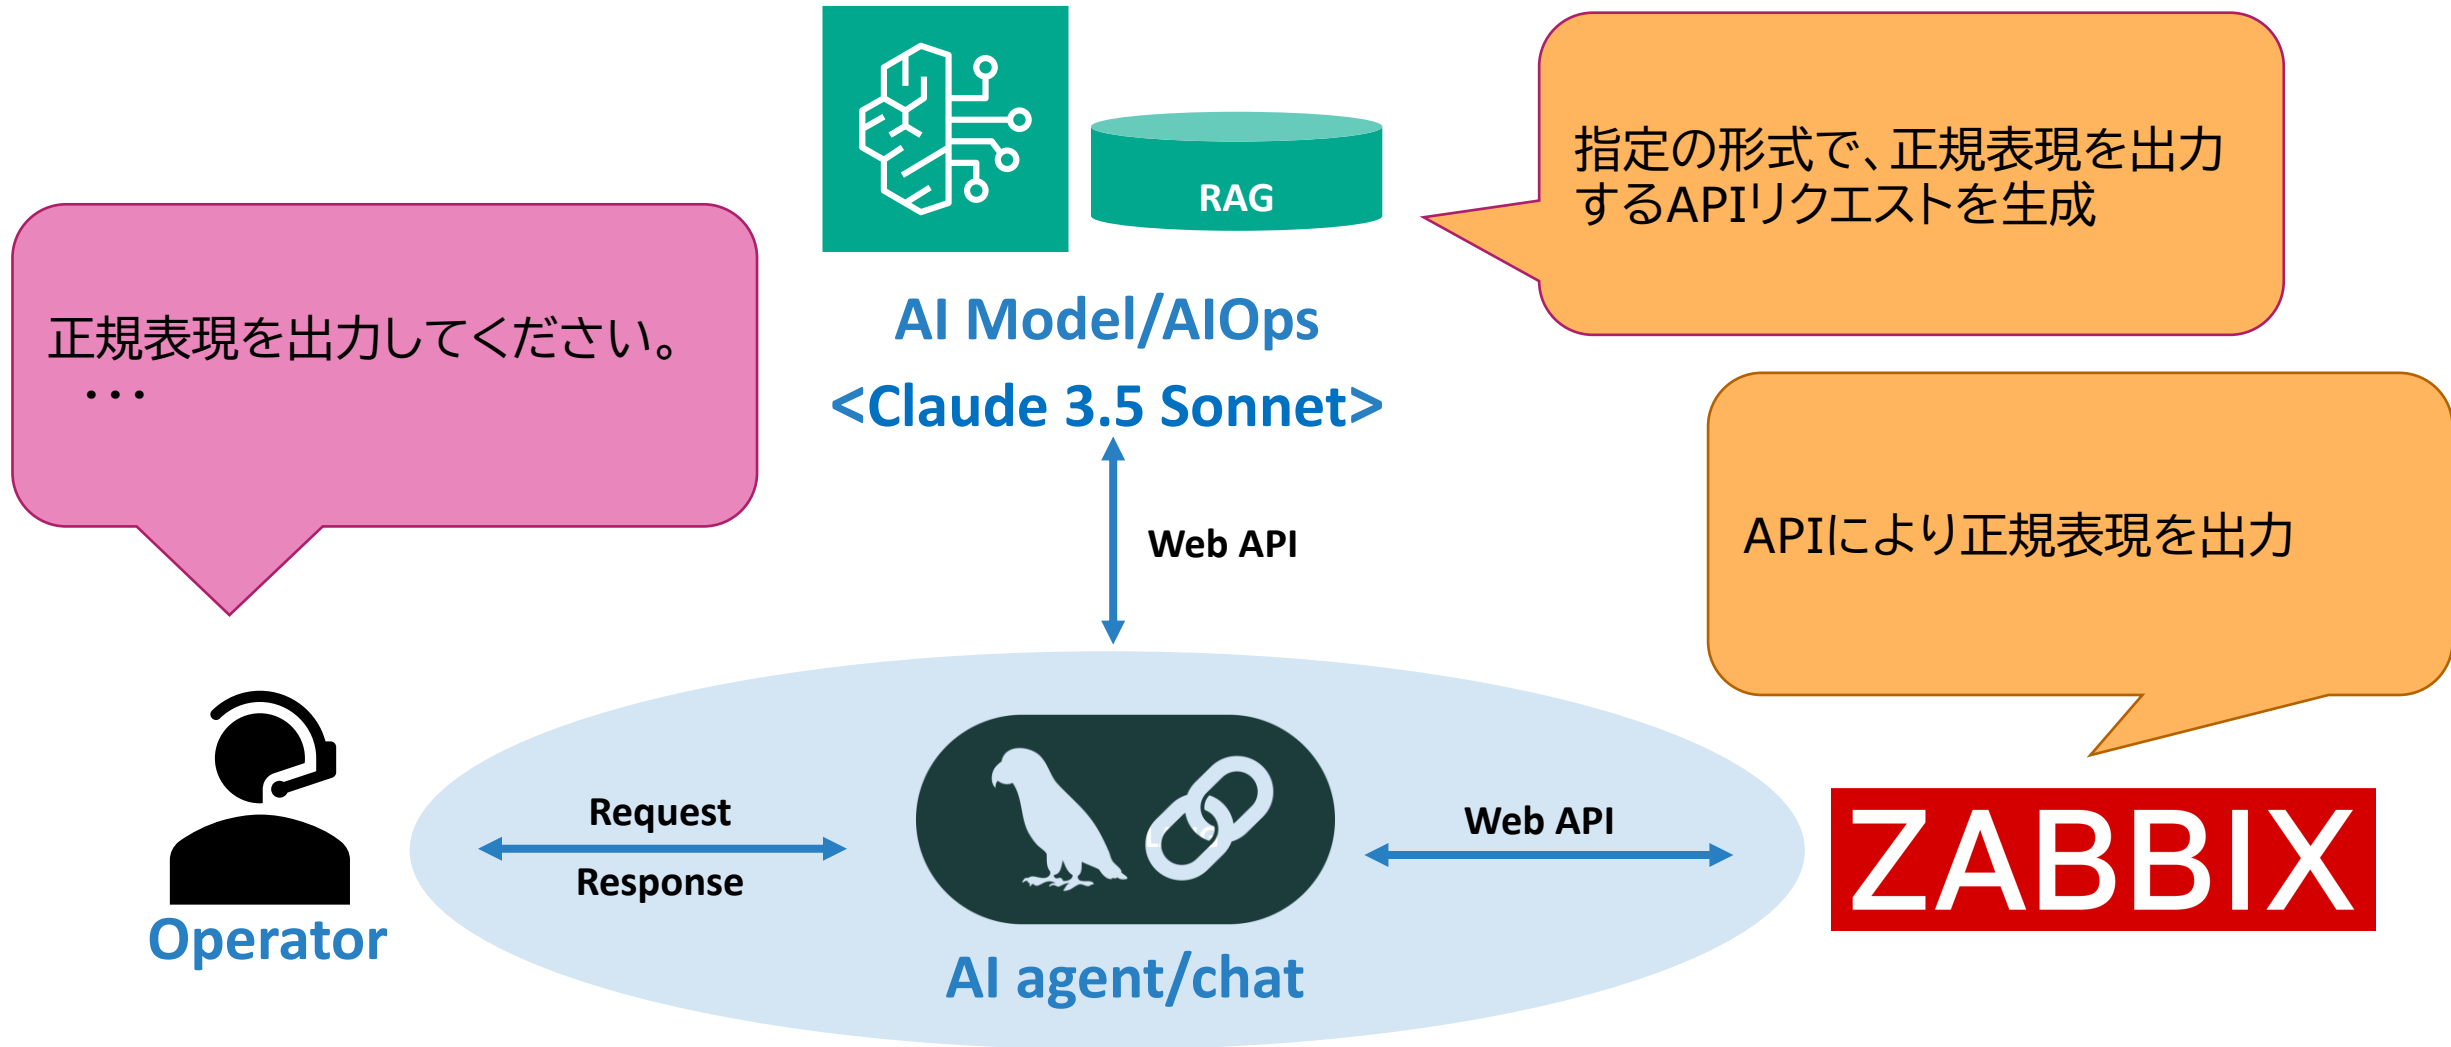 RAG
指定の形式で、正規表現を出力
するAPIリクエストを生成
正規表現を出力してください。
・・・
AI Model/AIOps
<Claude 3.5 Sonnet>
Web API
APIにより正規表現を出力
Request
Response
Web API
ZABBIX
Operator
AI agent/chat